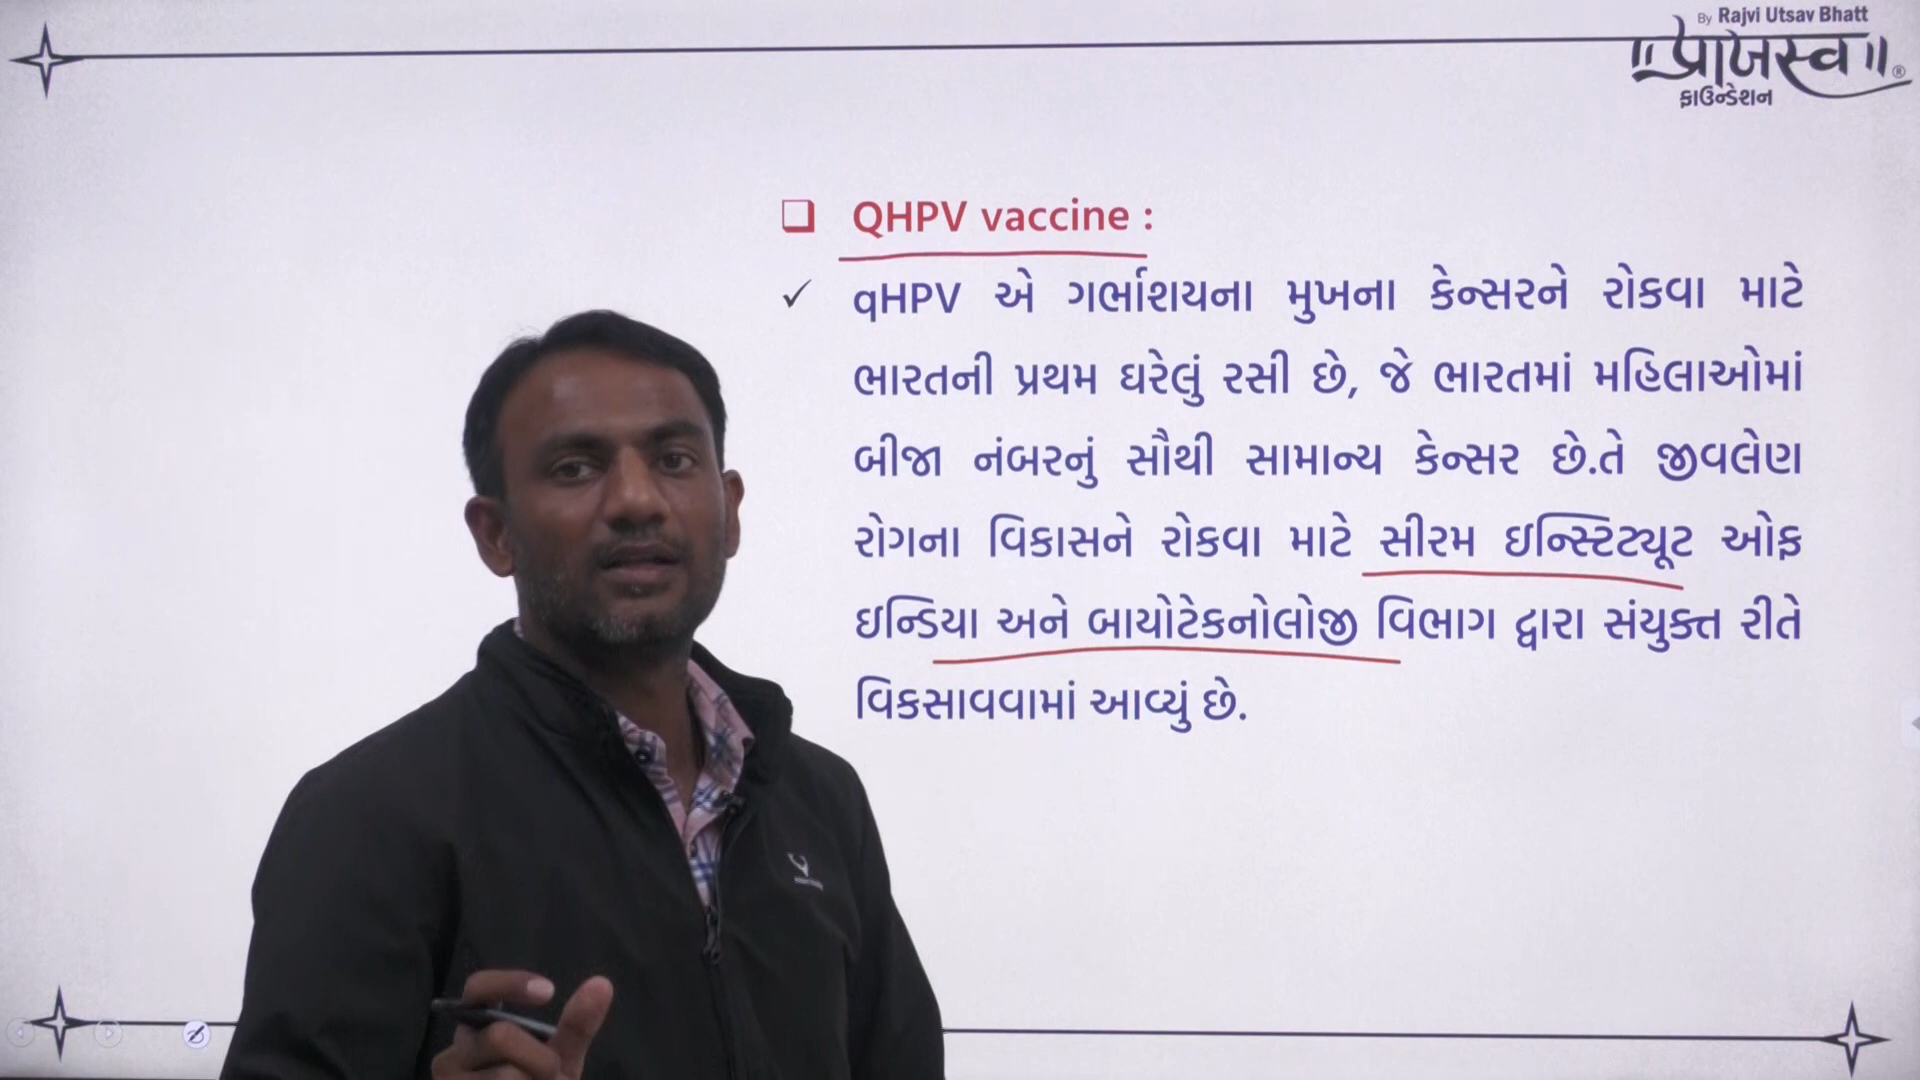 By Rajvi Utsav Bhatt
ફાઉન્ડેશન
QHPV vaccine :
qHPV એ ગર્ભાશયના મુખના કેન્સરને રોકવા માટે
ભારતની પ્રથમ ઘરેલું રસી છે, જે ભારતમાં મહિલાઓમાં
બીજા નંબરનું સૌથી સામાન્ય કેન્સર છે.તે જીવલેણ
રોગના વિકાસને રોકવા માટે સીરમ ઇન્સ્ટિટ્યૂટ ઓફ
ઇન્ડિયા અને બાયોટેકનોલોજી વિભાગ દ્વારા સંયુક્ત રીતે
વિકસાવવામાં આવ્યું છે.